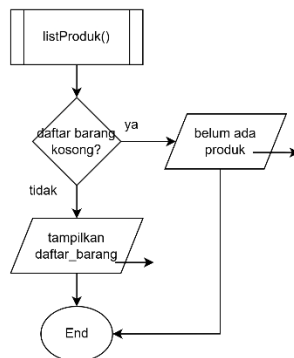 listProduk()
daftar barang
kosong?
ya
belum ada
produk
tidak
tampilkan
daftar_barang
End